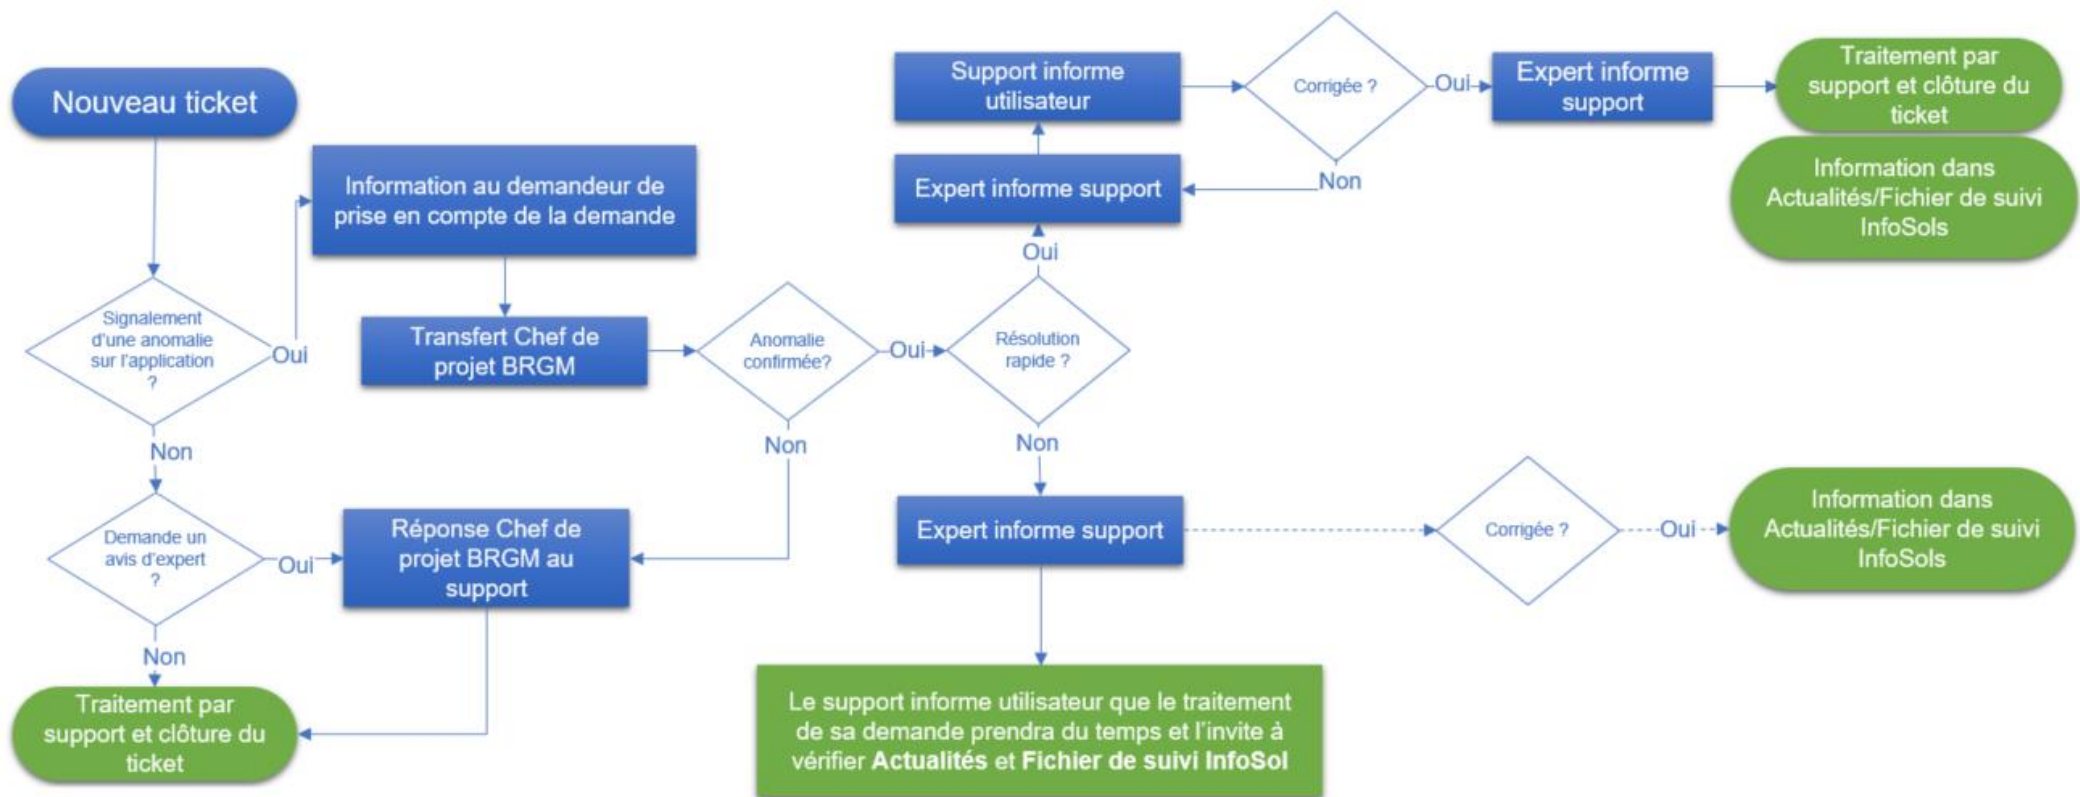 Nouveau ticket
Signalement
d'une anomalie
sur l'application
?
Oui
Non
Information au demandeur de
prise en compte de la demande
Transfert Chef de
projet BRGM
Anomalie
confirmée?
Oui
Non
Résolution
rapide ?
Oui
Non
Expert informe support
Support informe
utilisateur
Corrigée ?
Oui
Non
Expert informe
support
Traitement par
support et clôture du
ticket
Information dans
Actualités/Fichier de suivi
InfoSols
Demande un
avis d'expert
?
Oui
Non
Réponse Chef de
projet BRGM au
support
Traitement par
support et clôture du
ticket
Expert informe support
Corrigée ?
Oui
Information dans
Actualités/Fichier de suivi
InfoSols
Le support informe utilisateur que le traitement
de sa demande prendra du temps et l'invite à
vérifier Actualités et Fichier de suivi InfoSol